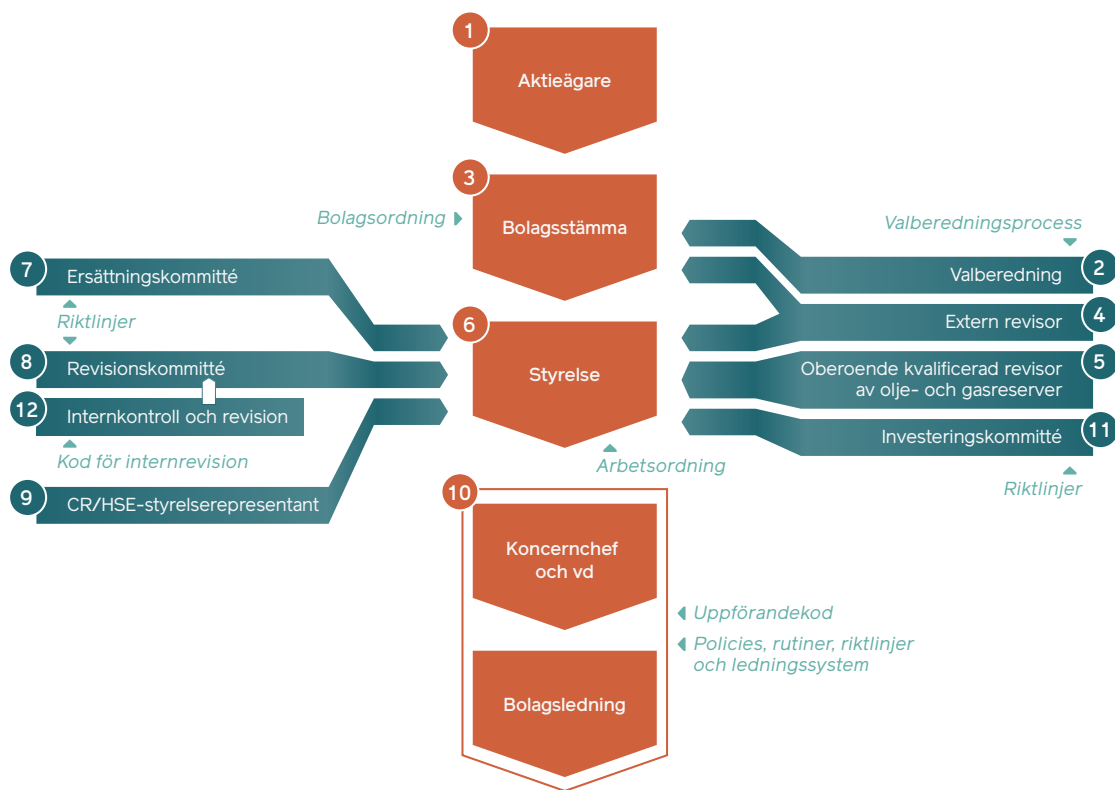 1
Aktieägare
3
Bolagsordning
Bolagsstämma
Valberedningsprocess
7
Ersättningskommitté
2
Valberedning
Riktlinjer
6
4
Extern revisor
8
Revisionskommitté
Styrelse
5
Oberoende kvalificerad revisor
av olje- och gasreserver
12
Internkontroll och revision
11
Investeringskommitté
Kod för internrevision
Arbetsordning
Riktlinjer
9
CR/HSE-styrelserepresentant
10
Koncernchef
och vd
Uppförandekod
Policies, rutiner, riktlinjer
och ledningssystem
Bolagsledning